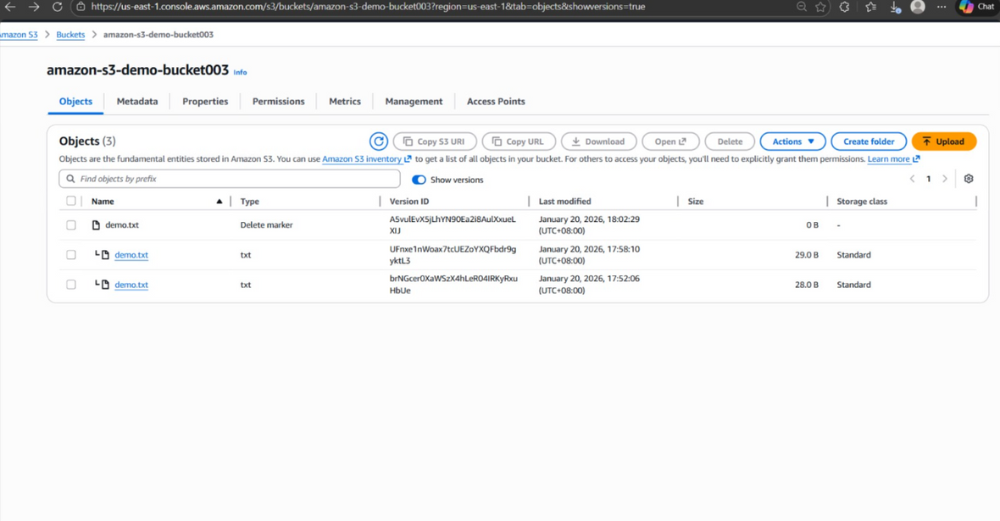 https://us-east-1.console.aws.amazon.com/s3/buckets/amazon-s3-demo-bucket003?region=us-east-1&tab=objects&showversions=true
Chat
mazon S3 > Buckets > amazon-s3-demo-bucket003
amazon-s3-demo-bucket003 Info
Objects Metadata Properties Permissions Metrics Management Access Points
Objects (3) Copy S3 URI Copy URL Download Open Delete Actions Create folder Upload
Objects are the fundamental entities stored in Amazon S3. You can use Amazon S3 inventory to get a list of all objects in your bucket. For others to access your objects, you'll need to explicitly grant them permissions. Learn more
Find objects by prefix Show versions 1
Name Type Version ID Last modified Size Storage class
demo.txt Delete marker A5vulEvX5jLhYN90Ea2i8AulXxueL January 20, 2026, 18:02:29 0 B -
XIJ (UTC+08:00)
demo.txt txt UFnxe1nWoax7tcUEZoYXQFbdr9g January 20, 2026, 17:58:10 29.0 B Standard
yktL3 (UTC+08:00)
demo.txt txt brNGcer0XaWSzX4hLeR04IRKyRxu January 20, 2026, 17:52:06 28.0 B Standard
HbUe (UTC+08:00)